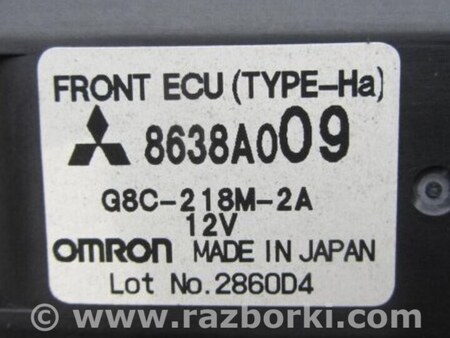 FRONT ECU (TYPE-Ha)
8638A009
G8C-218M-2A
12V
OMRON MADE IN JAPAN
Lot No.2860D4
© www.razborki.com